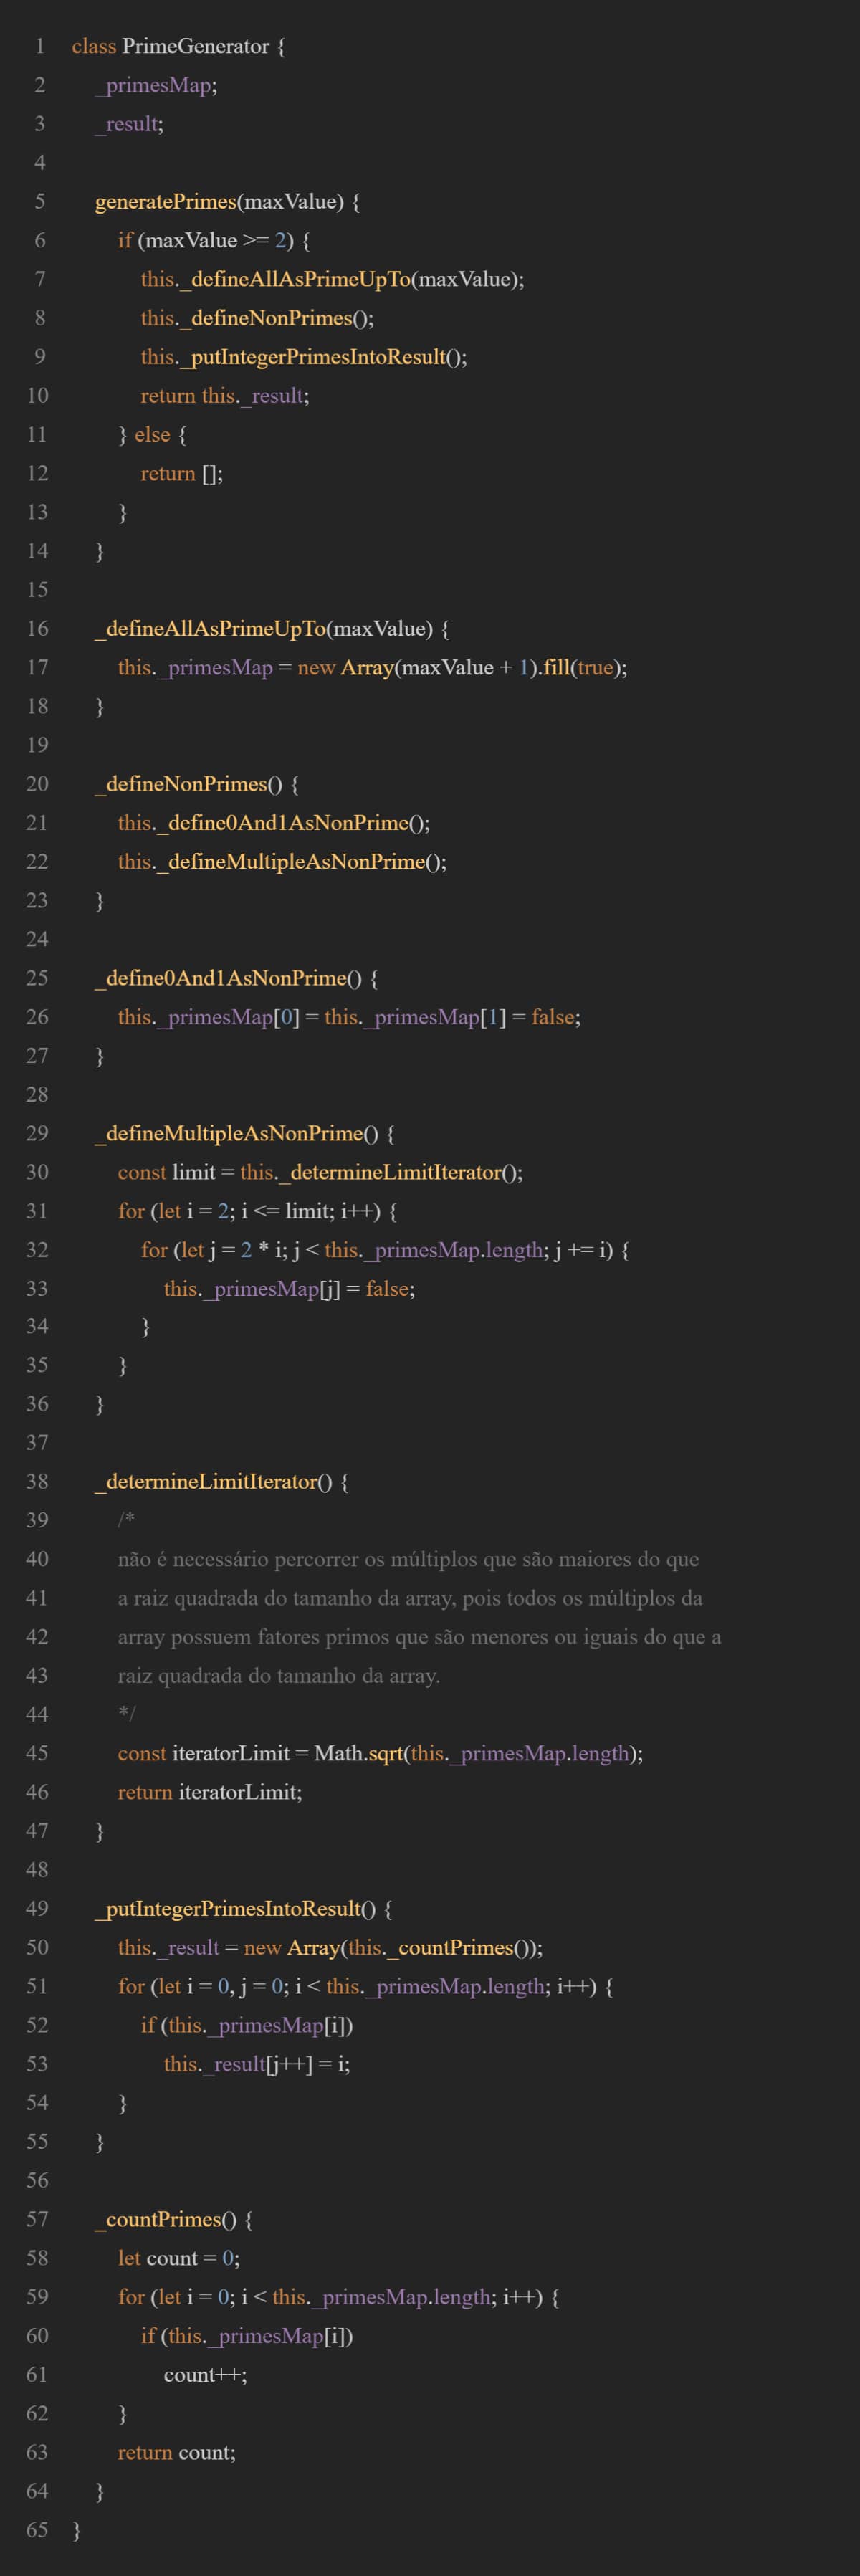 1 class PrimeGenerator {
2 _primesMap;
3 _result;
4
5 generatePrimes(maxValue) {
6 if (maxValue >= 2) {
7 this._defineAllAsPrimeUpTo(maxValue);
8 this._defineNonPrimes();
9 this._putIntegerPrimesIntoResult();
10 return this._result;
11 } else {
12 return [];
13 }
14 }
15
16 _defineAllAsPrimeUpTo(maxValue) {
17 this._primesMap = new Array(maxValue + 1).fill(true);
18 }
19
20 _defineNonPrimes() {
21 this._define0And1AsNonPrime();
22 this._defineMultipleAsNonPrime();
23 }
24
25 _define0And1AsNonPrime() {
26 this._primesMap[0] = this._primesMap[1] = false;
27 }
28
29 _defineMultipleAsNonPrime() {
30 const limit = this._determineLimitIterator();
31 for (let i = 2; i <= limit; i++) {
32 for (let j = 2 * i; j < this._primesMap.length; j += i) {
33 this._primesMap[j] = false;
34 }
35 }
36 }
37
38 _determineLimitIterator() {
39 /*
40 não é necessário percorrer os múltiplos que são maiores do que
41 a raiz quadrada do tamanho da array, pois todos os múltiplos da
42 array possuem fatores primos que são menores ou iguais do que a
43 raiz quadrada do tamanho da array.
44 */
45 const iteratorLimit = Math.sqrt(this._primesMap.length);
46 return iteratorLimit;
47 }
48
49 _putIntegerPrimesIntoResult() {
50 this._result = new Array(this._countPrimes());
51 for (let i = 0, j = 0; i < this._primesMap.length; i++) {
52 if (this._primesMap[i])
53 this._result[j++] = i;
54 }
55 }
56
57 _countPrimes() {
58 let count = 0;
59 for (let i = 0; i < this._primesMap.length; i++) {
60 if (this._primesMap[i])
61 count++;
62 }
63 return count;
64 }
65 }